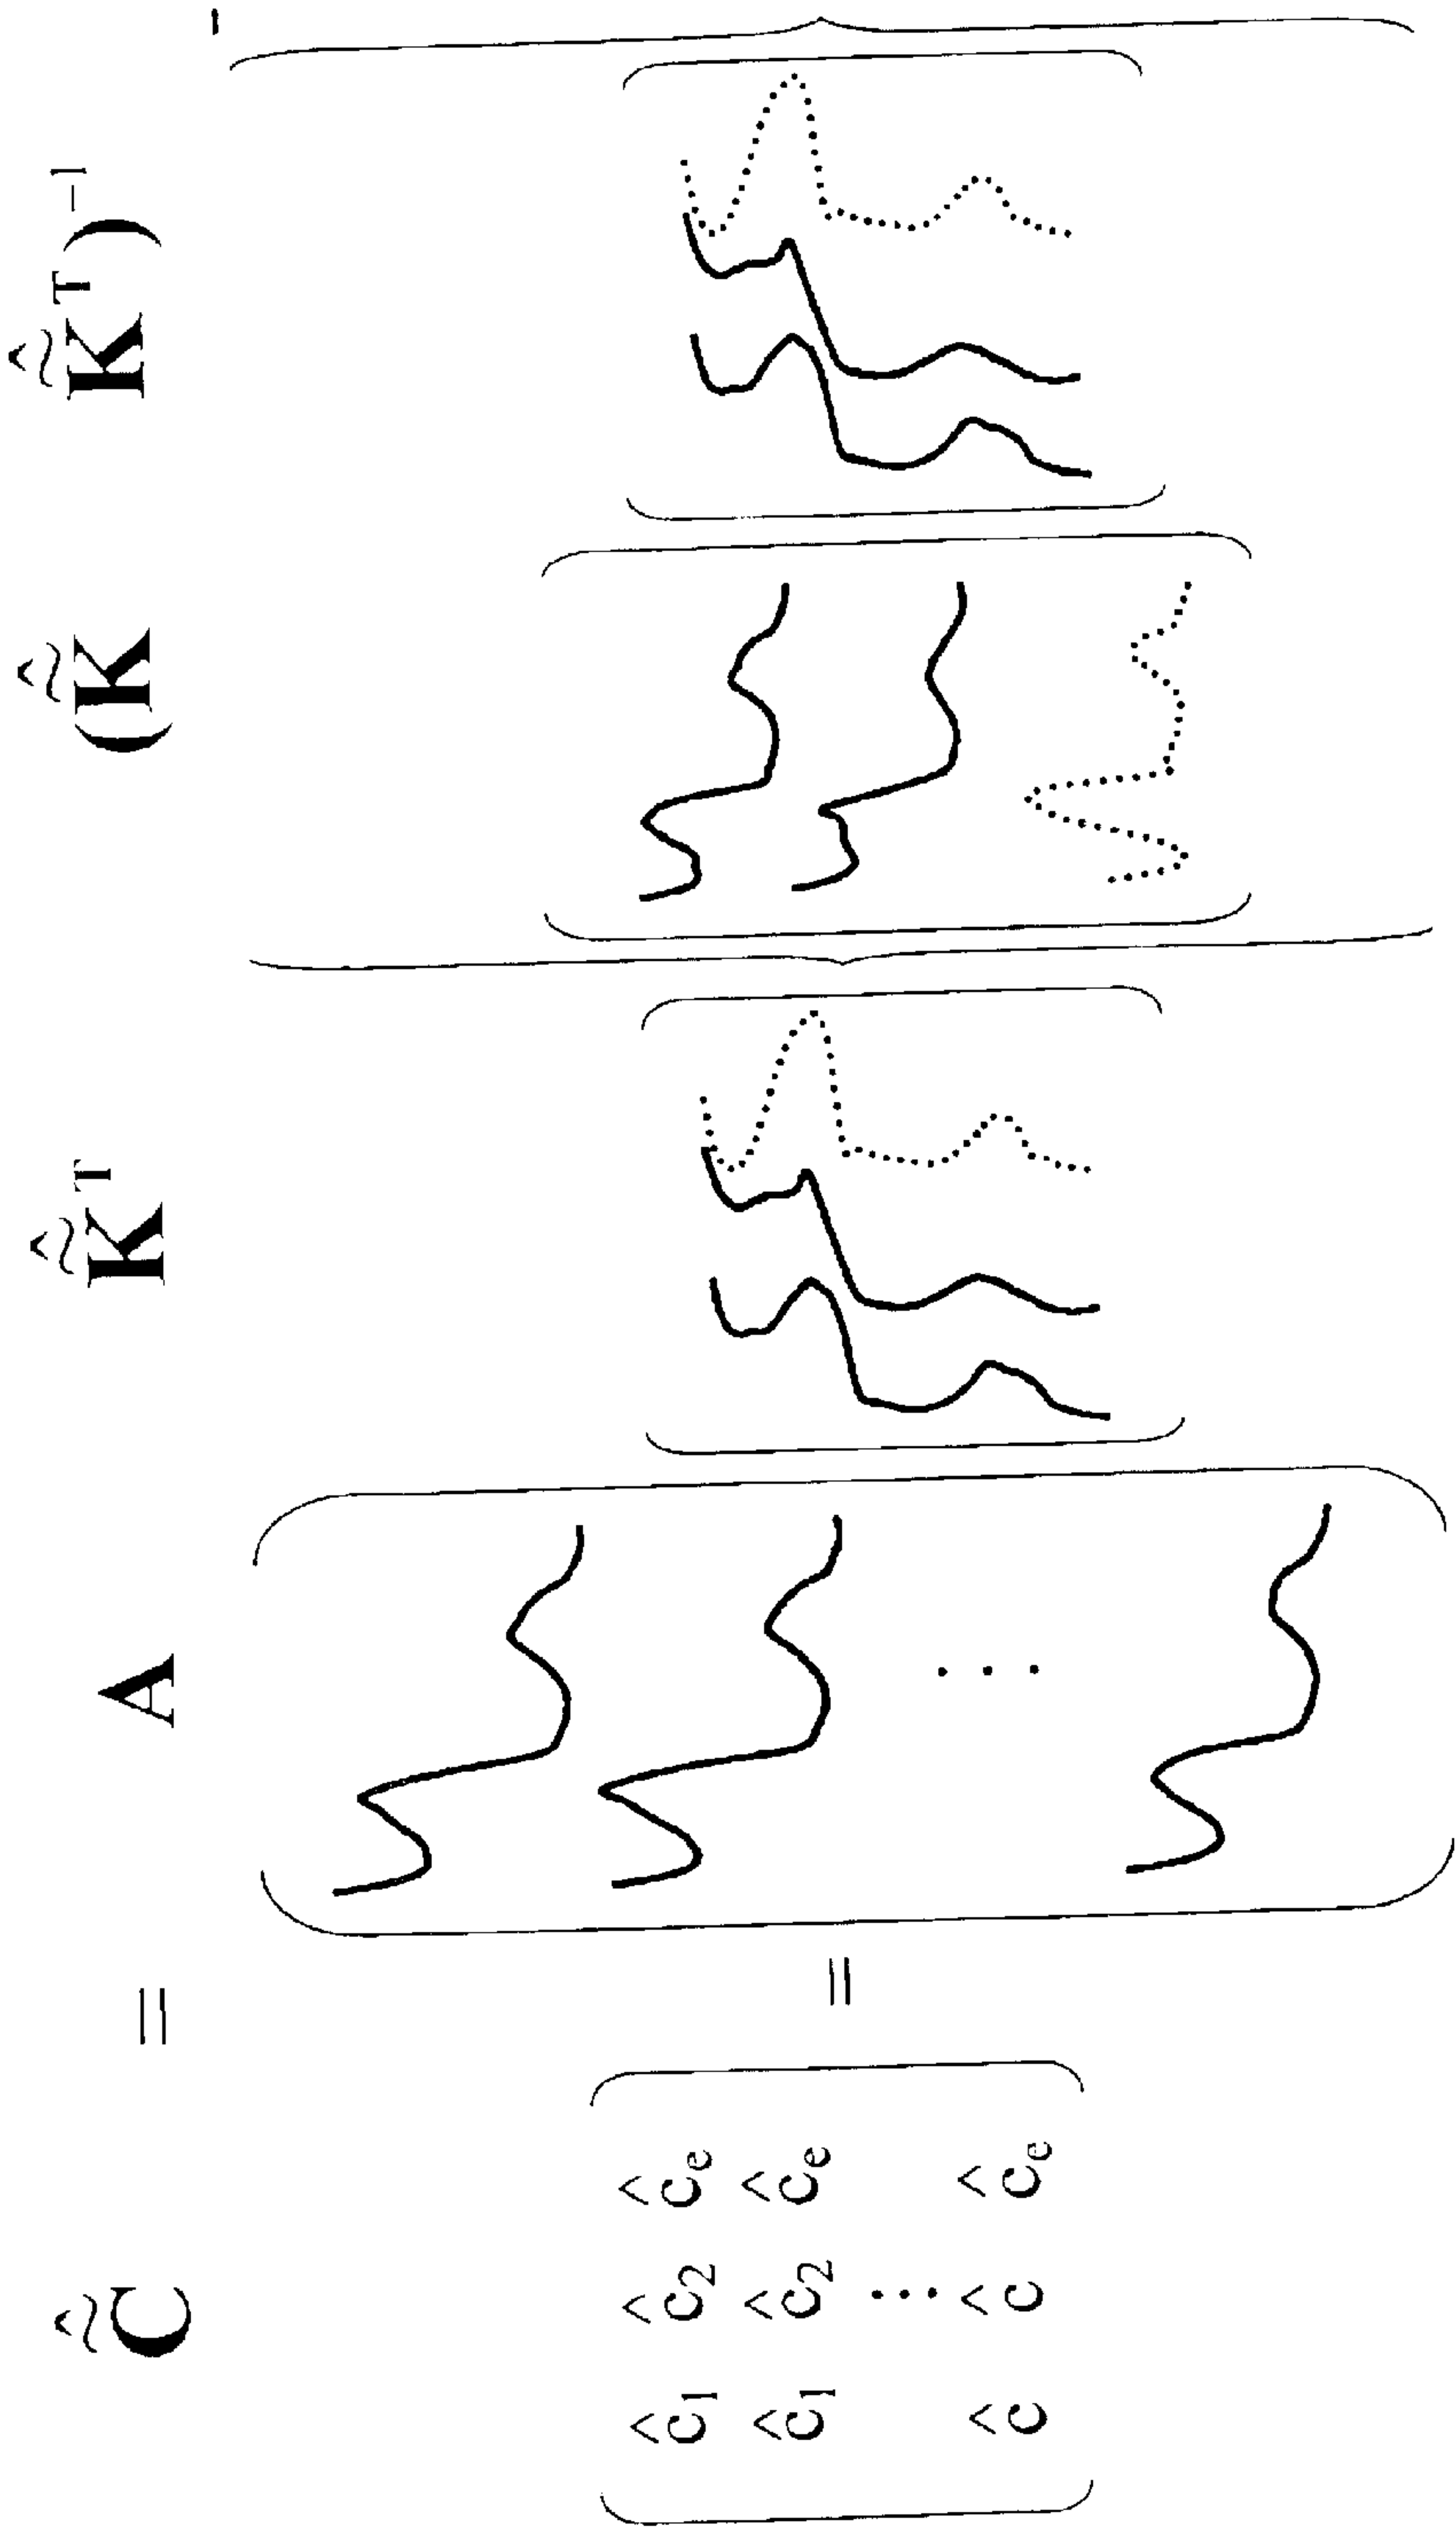 C̃̂ = A K̃̂ᵀ (K̃̂ K̃̂ᵀ)⁻¹
-
ĉ₁ ĉ₂ ĉₑ
ĉ₁ ĉ₂ ĉₑ =
...
ĉ ĉ ĉₑ